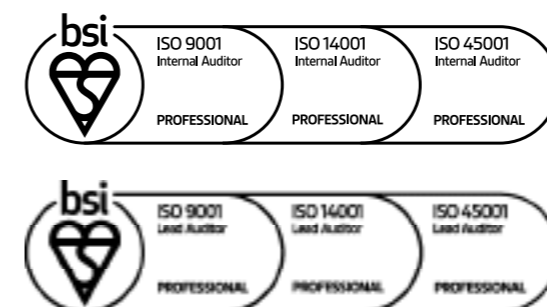 bsi
ISO 9001 ISO 14001 ISO 45001
Internal Auditor Internal Auditor Internal Auditor
PROFESSIONAL PROFESSIONAL PROFESSIONAL
bsi
ISO 9001 ISO 14001 ISO 45001
Lead Auditor Lead Auditor Lead Auditor
PROFESSIONAL PROFESSIONAL PROFESSIONAL